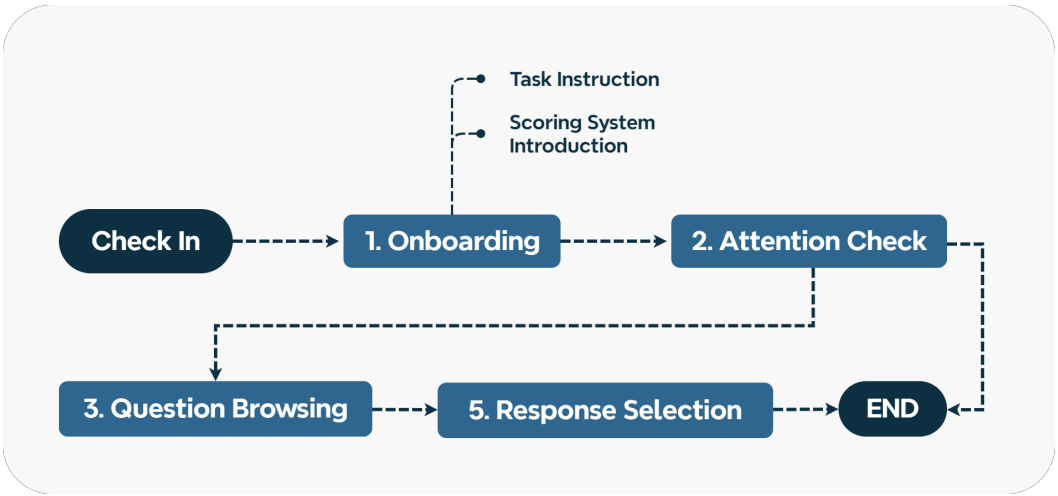 Task Instruction
Scoring System
Introduction
Check In
1. Onboarding
2. Attention Check
3. Question Browsing
5. Response Selection
END